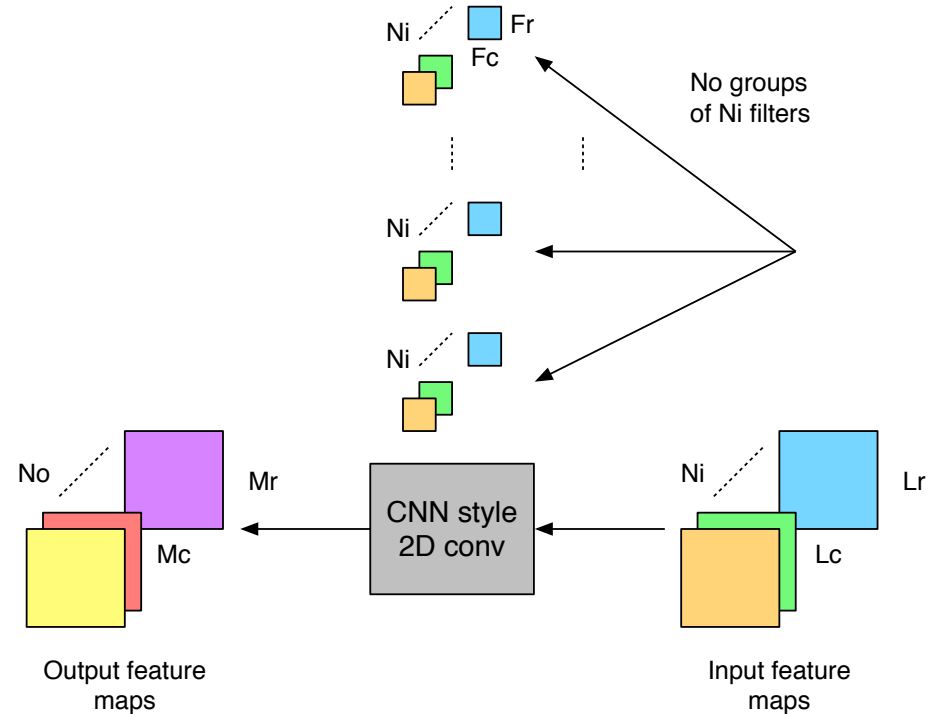 Ni
Fr
Fc
No groups
of Ni filters
Ni
Ni
No
Mr
Mc
CNN style
2D conv
Ni
Lr
Lc
Output feature
maps
Input feature
maps